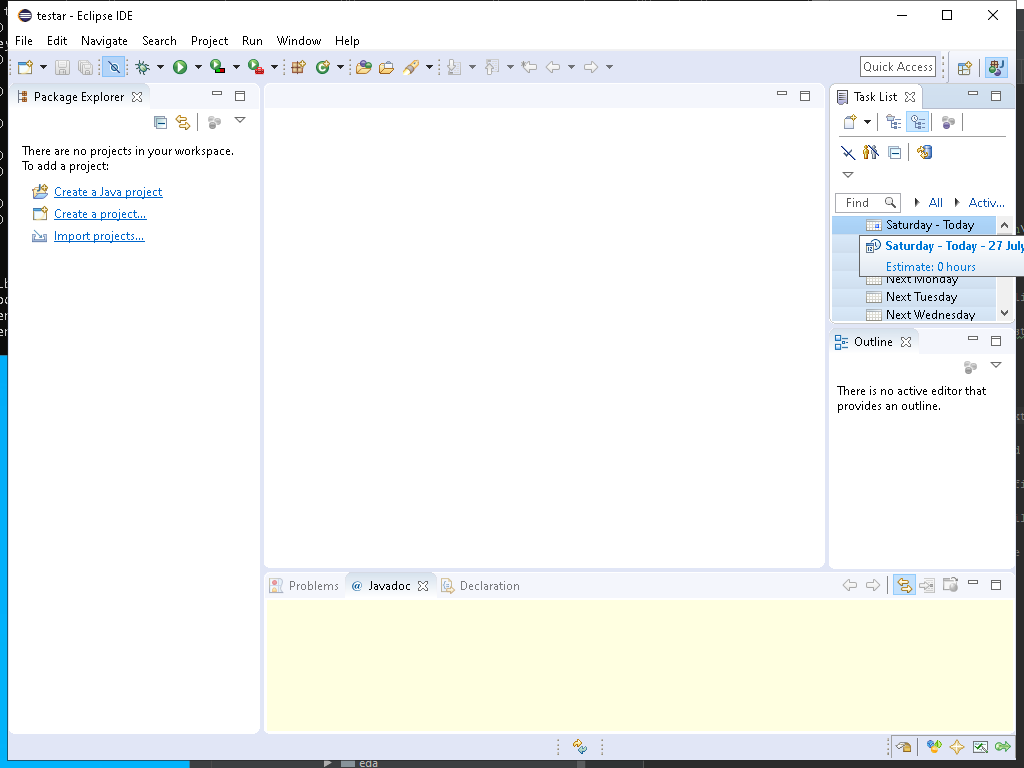 testar - Eclipse IDE
File Edit Navigate Search Project Run Window Help
Quick Access
Package Explorer
There are no projects in your workspace.
To add a project:
Create a Java project
Create a project...
Import projects...
Task List
Find All Activ...
Saturday - Today
Saturday - Today - 27 July
Estimate: 0 hours
Next Monday
Next Tuesday
Next Wednesday
Outline
There is no active editor that
provides an outline.
Problems @ Javadoc Declaration
eda